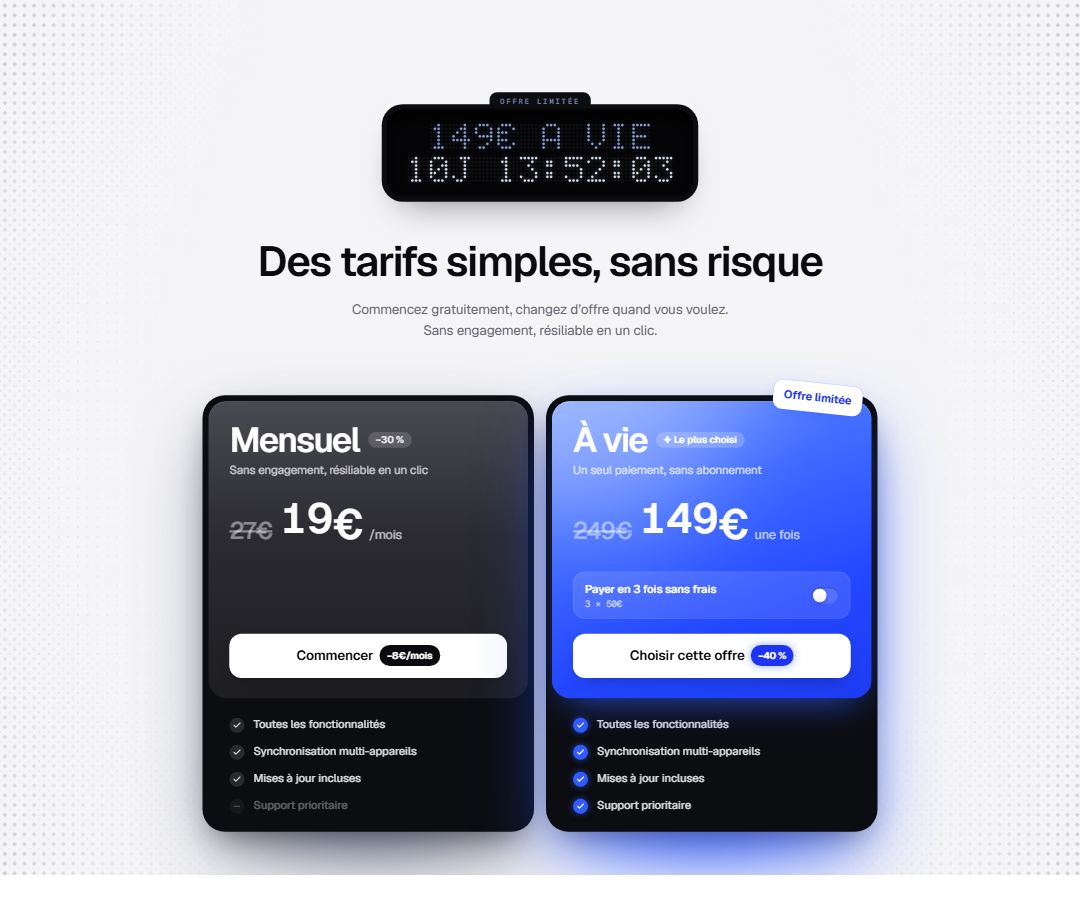 OFFRE LIMITÉE
149€ A VIE
10J 13:52:03
Des tarifs simples, sans risque
Commencez gratuitement, changez d’offre quand vous voulez.
Sans engagement, résiliable en un clic.
Mensuel −30 %
Sans engagement, résiliable en un clic
27€ 19€ /mois
Commencer −8€/mois
Toutes les fonctionnalités
Synchronisation multi-appareils
Mises à jour incluses
Support prioritaire
Offre limitée
À vie ✦ Le plus choisi
Un seul paiement, sans abonnement
249€ 149€ une fois
Payer en 3 fois sans frais
3 × 50€
Choisir cette offre −40 %
Toutes les fonctionnalités
Synchronisation multi-appareils
Mises à jour incluses
Support prioritaire